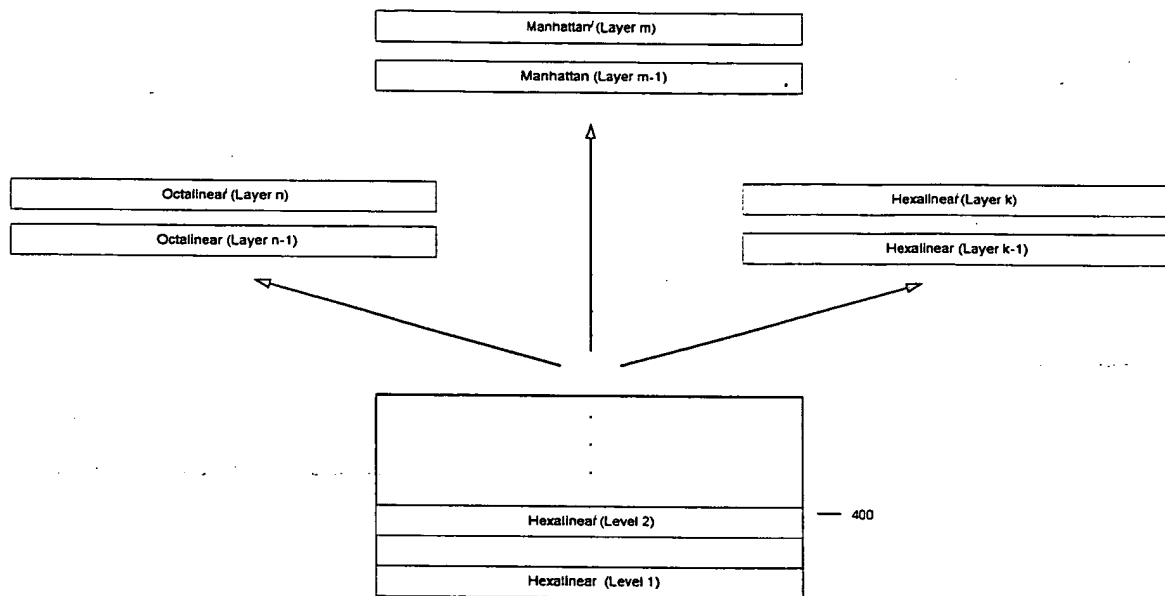 Manhattan' (Layer m)
Manhattan (Layer m-1)
Octalinear' (Layer n)
Octalinear (Layer n-1)
Hexalinear' (Layer k)
Hexalinear (Layer k-1)
Hexalinear' (Level 2)
400
Hexalinear (Level 1)